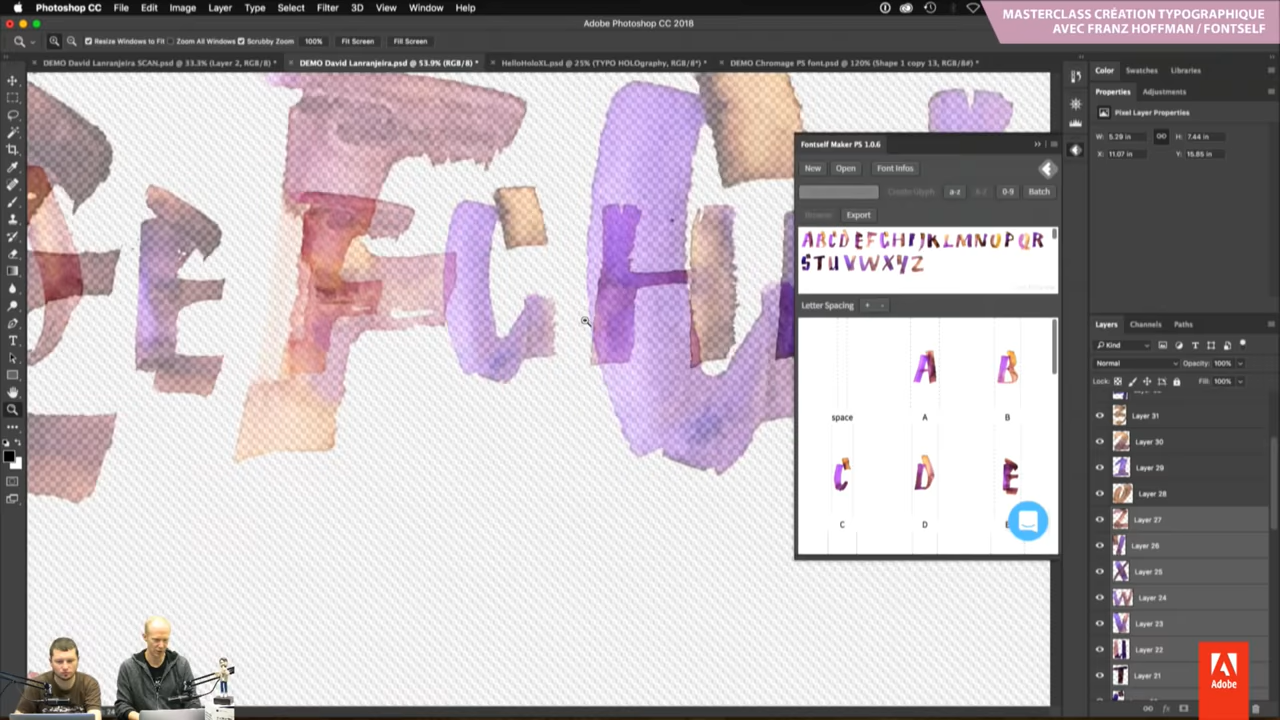 Photoshop CC File Edit Image Layer Type Select Filter 3D View Window Help
MASTERCLASS CRÉATION TYPOGRAPHIQUE
AVEC FRANZ HOFFMAN / FONTSELF
Adobe Photoshop CC 2018
Resize Windows to Fit Zoom All Windows Scrubby Zoom 100% Fit Screen Fill Screen
DEMO David Lanranjeira SCAN.psd @ 33.3% (Layer 2, RGB/8) * DEMO David Lanranjeira.psd @ 53.9% (RGB/8) * HelloHoloXL.psd @ 25% (TYPO HOLOgraphy, RGB/8) * DEMO Chromage PS font.psd @ 120% (Shape 1 copy 13, RGB/8) *
Color Swatches Libraries
Properties Adjustments
Pixel Layer Properties
W: 5.29 in H: 7.44 in
X: 11.07 in Y: 15.85 in
Fontself Maker PS 1.0.6
New Open Font Infos
Create Glyph a-z 0-9 Batch
Export
ABCDEFCHIJKLMNOPQR
STUVWXYZ
Letter Spacing + -
A B
space A B
C D E
C D
E F C H
Layers Channels Paths
Kind
Normal Opacity: 100%
Lock: Fill: 100%
Layer 31
Layer 30
Layer 29
Layer 28
Layer 27
Layer 26
Layer 25
Layer 24
Layer 23
Layer 22
Layer 21
Adobe